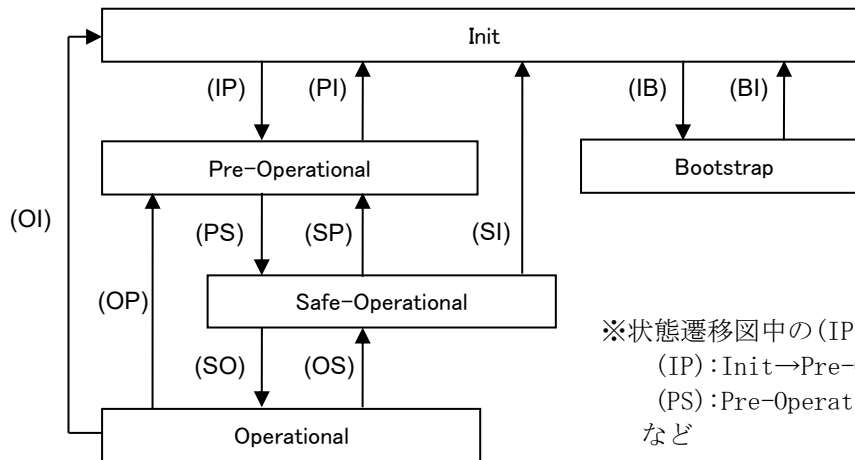 Init
(IP)
(PI)
(IB)
(BI)
Pre-Operational
Bootstrap
(OI)
(PS)
(SP)
(SI)
(OP)
Safe-Operational
(SO)
(OS)
Operational
※状態遷移図中の(IP
(IP):Init→Pre-
(PS):Pre-Operat
など